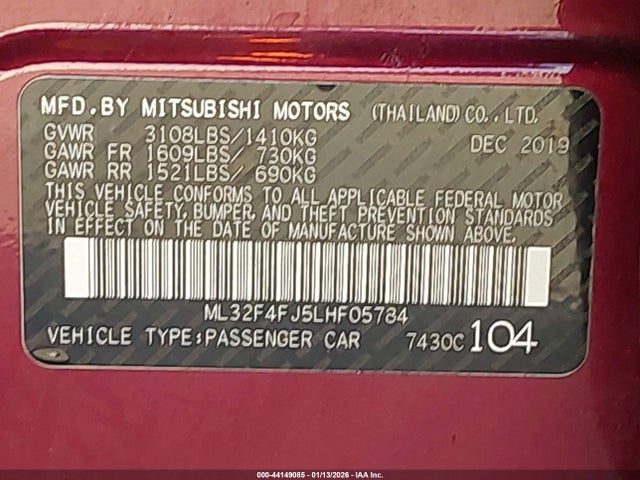 MFD. BY MITSUBISHI MOTORS (THAILAND) CO., LTD.
GVWR 3108LBS/1410KG DEC 2019
GAWR FR 1609LBS/ 730KG
GAWR RR 1521LBS/ 690KG
THIS VEHICLE CONFORMS TO ALL APPLICABLE FEDERAL MOTOR
VEHICLE SAFETY, BUMPER, AND THEFT PREVENTION STANDARDS
IN EFFECT ON THE DATE OF MANUFACTURE SHOWN ABOVE.
ML32F4FJ5LHF05784
VEHICLE TYPE:PASSENGER CAR 7430C 104
000-44149085 - 01/13/2026 - IAA Inc.